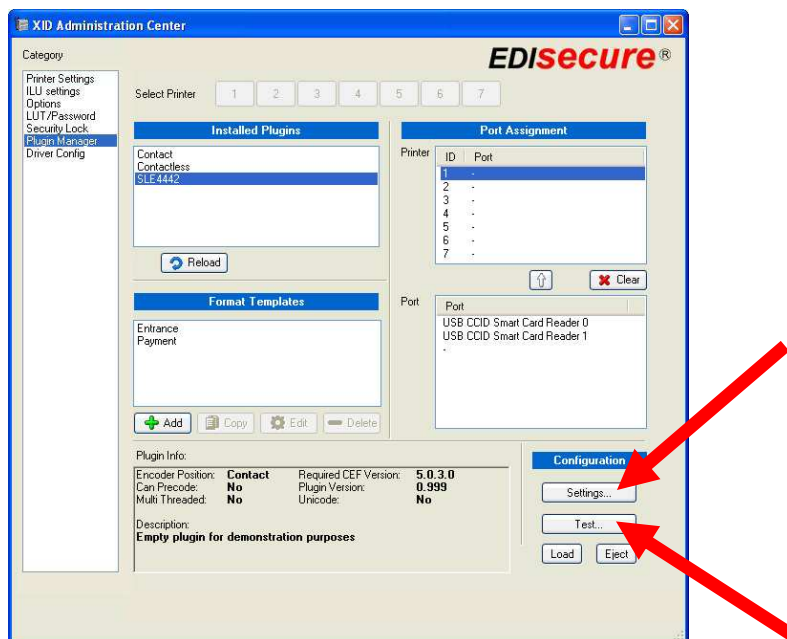 XID Administration Center
Category
EDIsecure®
Printer Settings
ILU settings
Options
LUT/Password
Security Lock
Plugin Manager
Driver Config
Select Printer 1 2 3 4 5 6 7
Installed Plugins
Contact
Contactless
SLE4442
Reload
Port Assignment
Printer
ID Port
1 -
2 -
3 -
4 -
5 -
6 -
7 -
Clear
Format Templates
Entrance
Payment
Add Copy Edit Delete
Port
Port
USB CCID Smart Card Reader 0
USB CCID Smart Card Reader 1
-
Plugin Info:
Encoder Position: Contact Required CEF Version: 5.0.3.0
Can Precode: No Plugin Version: 0.999
Multi Threaded: No Unicode: No
Description:
Empty plugin for demonstration purposes
Configuration
Settings...
Test...
Load Eject